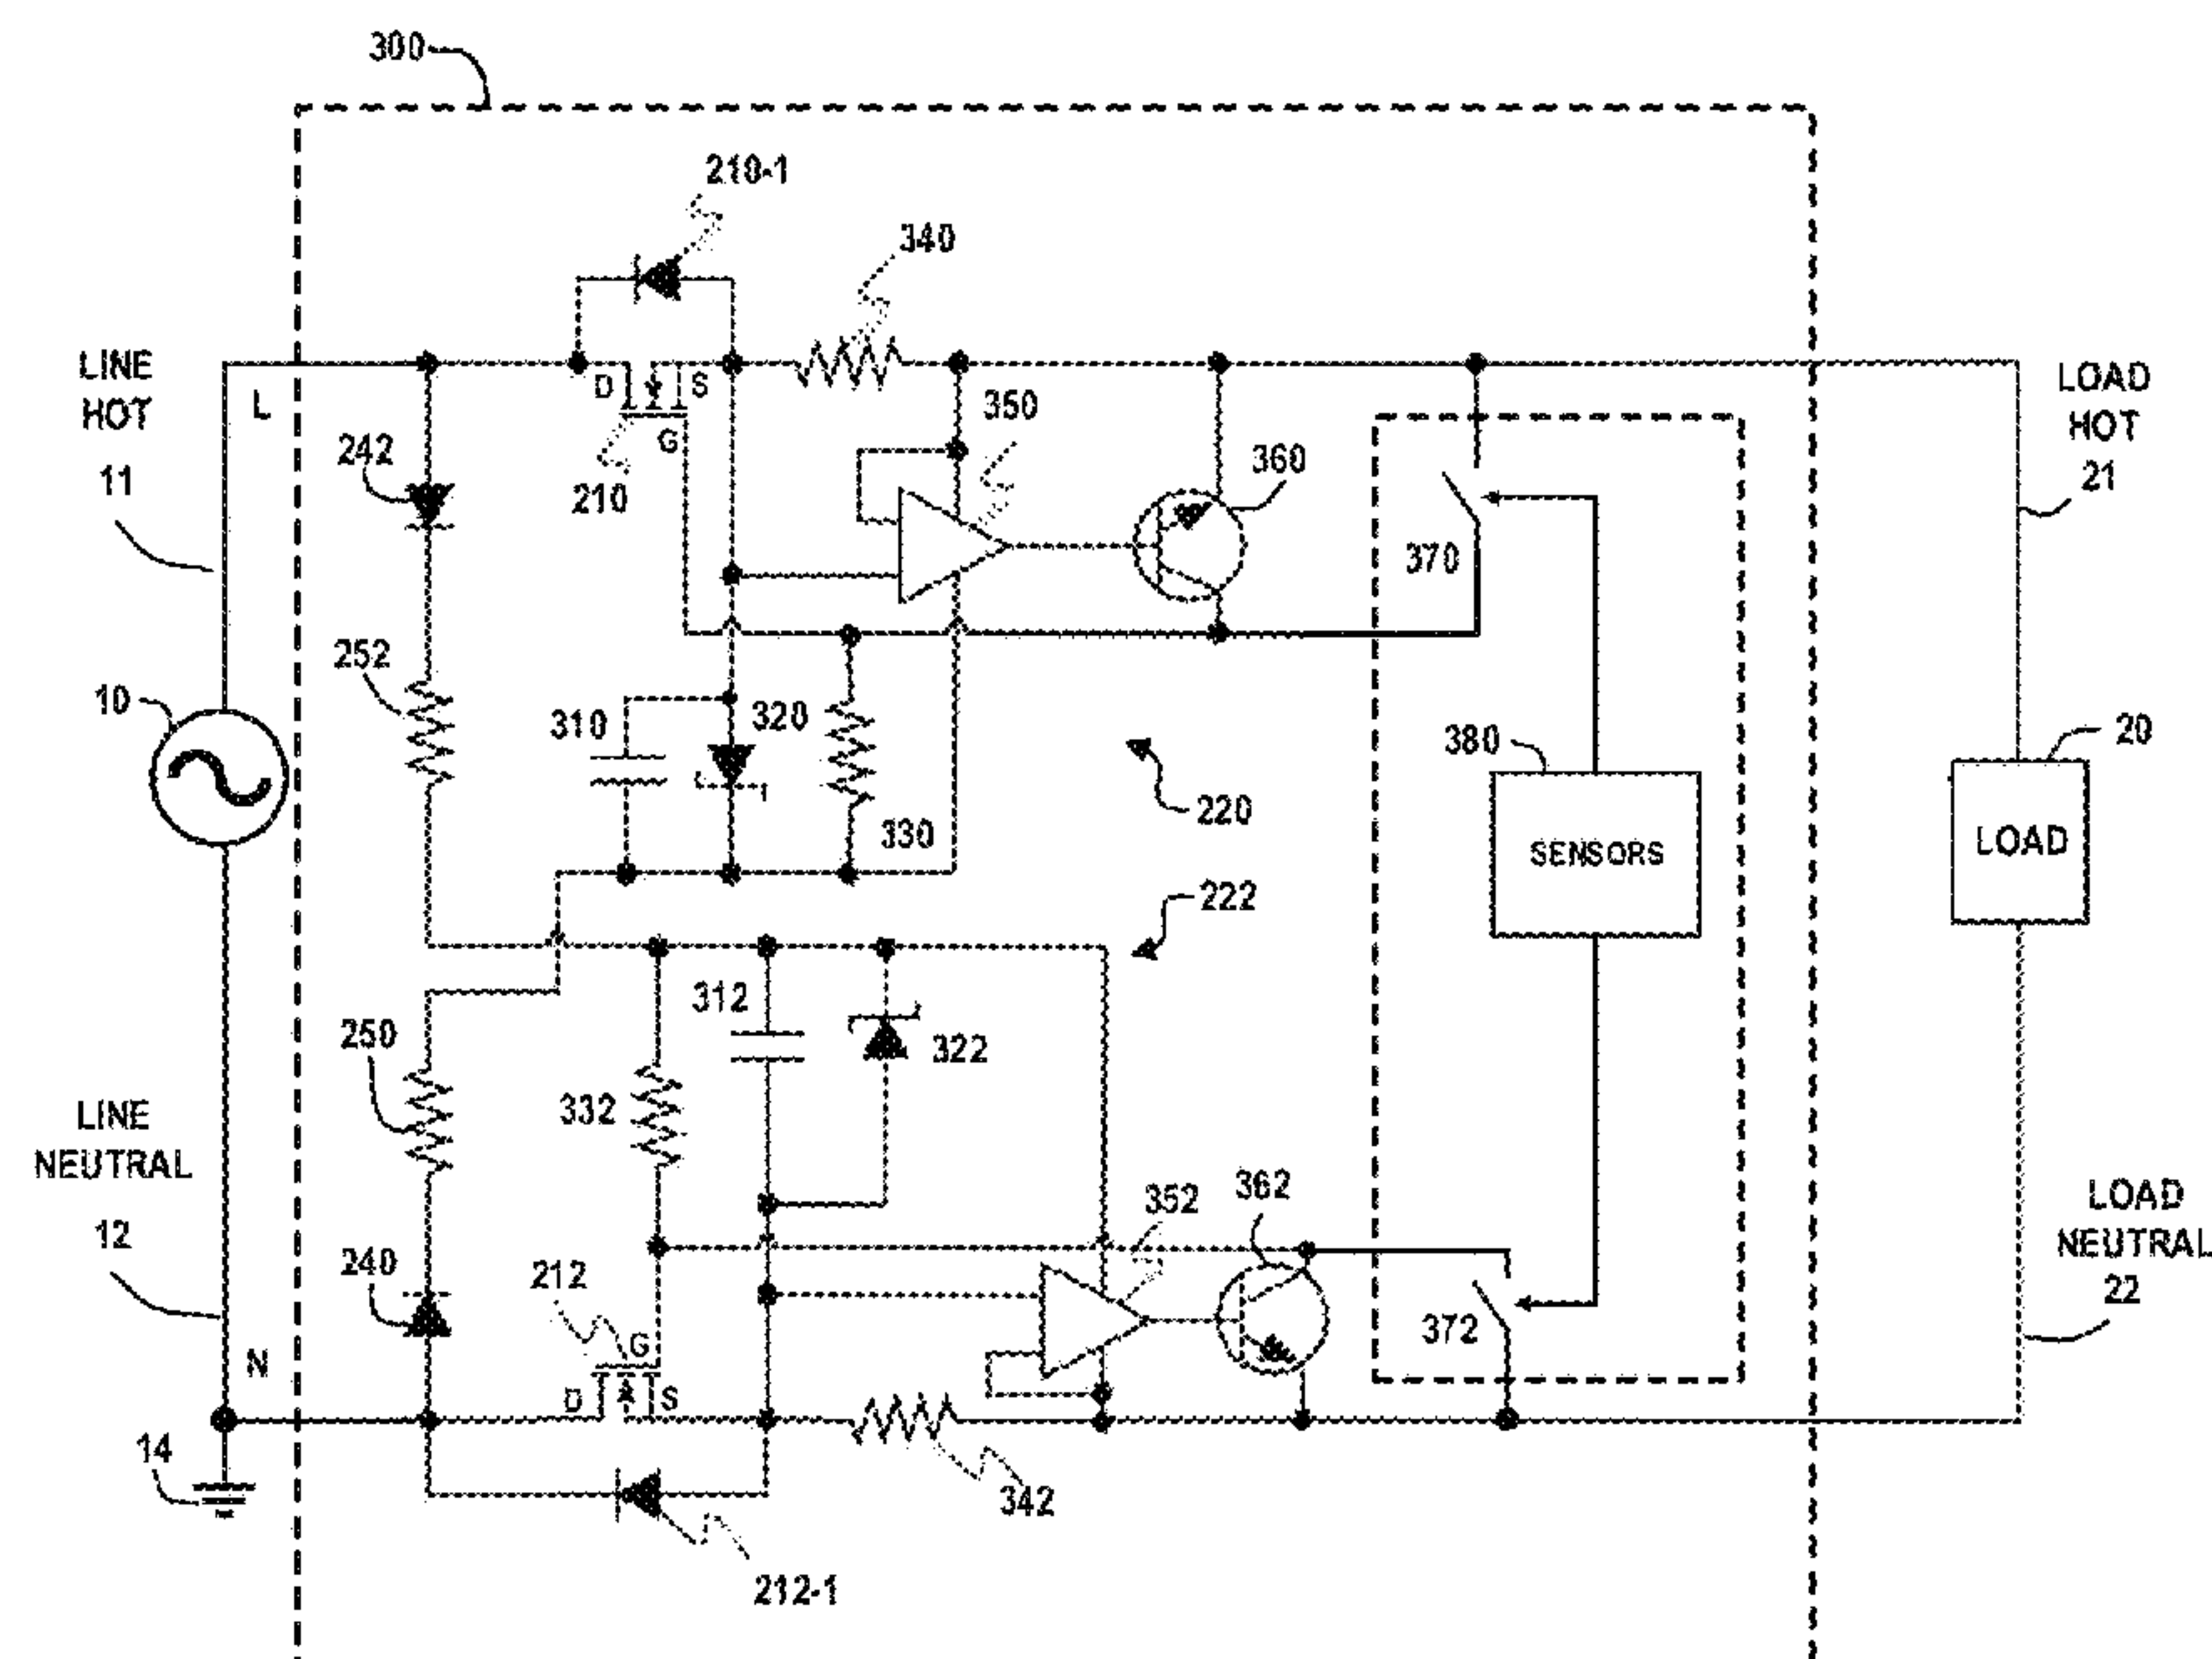 300
210-1
340
LINE
HOT
11
L
D
S
G
210
242
350
360
370
LOAD
HOT
21
252
10
310
320
330
220
222
380
SENSORS
20
LOAD
250
312
322
332
LINE
NEUTRAL
12
240
212
G
D
S
352
362
372
LOAD
NEUTRAL
22
N
14
342
212-1